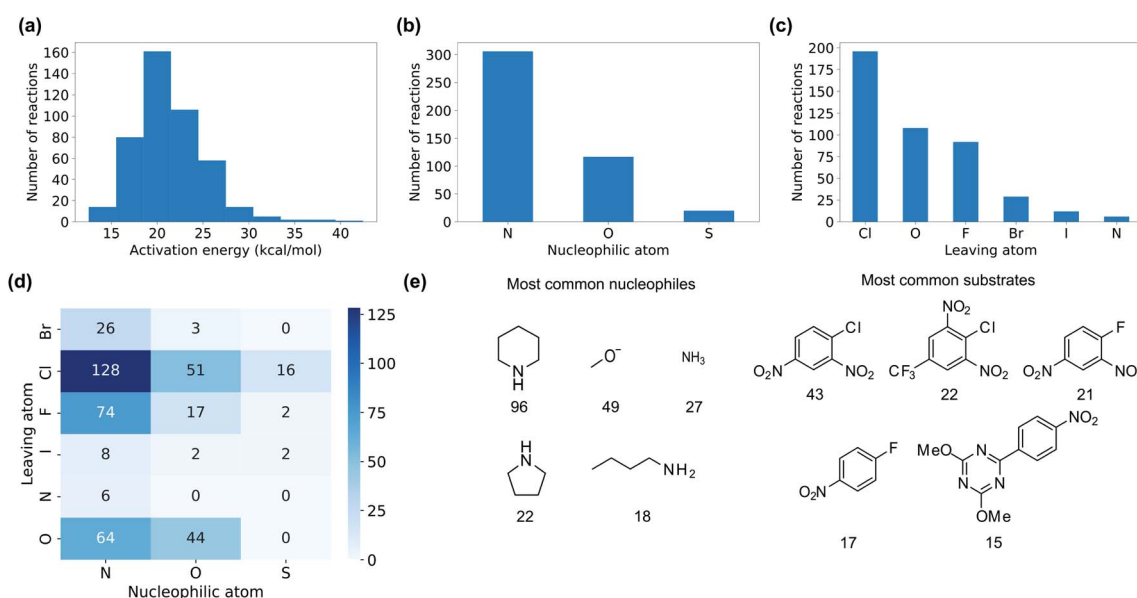 (a)
160
140
120
100
80
60
40
20
0
Number of reactions
15 20 25 30 35 40
Activation energy (kcal/mol)
(b)
300
250
200
150
100
50
0
Number of reactions
N O S
Nucleophilic atom
(c)
200
175
150
125
100
75
50
25
0
Number of reactions
Cl O F Br I N
Leaving atom
(d)
Leaving atom
Br 26 3 0
Cl 128 51 16
F 74 17 2
I 8 2 2
N 6 0 0
O 64 44 0
N O S
Nucleophilic atom
125
100
75
50
25
0
(e)
Most common nucleophiles
N
H
96
O−
49
NH3
27
H
N
22
NH2
18
Most common substrates
Cl
O2N
NO2
43
NO2
Cl
CF3
NO2
22
F
O2N
NO
21
F
O2N
17
NO2
MeO
N
N
N
OMe
15